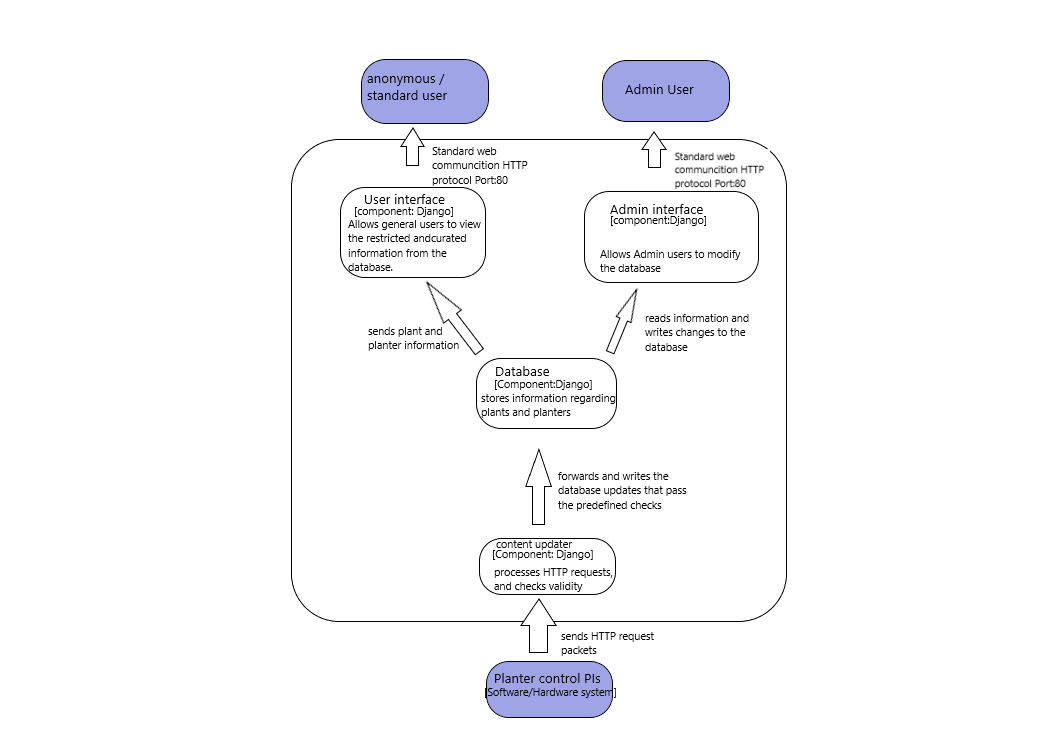 anonymous /
standard user
Admin User
Standard web
communcition HTTP
protocol Port:80
Standard web
communcition HTTP
protocol Port:80
User interface
[component: Django]
Allows general users to view
the restricted andcurated
information from the
database.
Admin interface
[component:Django]
Allows Admin users to modify
the database
sends plant and
planter information
reads information and
writes changes to the
database
Database
[Component:Django]
stores information regarding
plants and planters
forwards and writes the
database updates that pass
the predefined checks
content updater
[Component: Django]
processes HTTP requests,
and checks validity
sends HTTP request
packets
Planter control PIs
[Software/Hardware system]